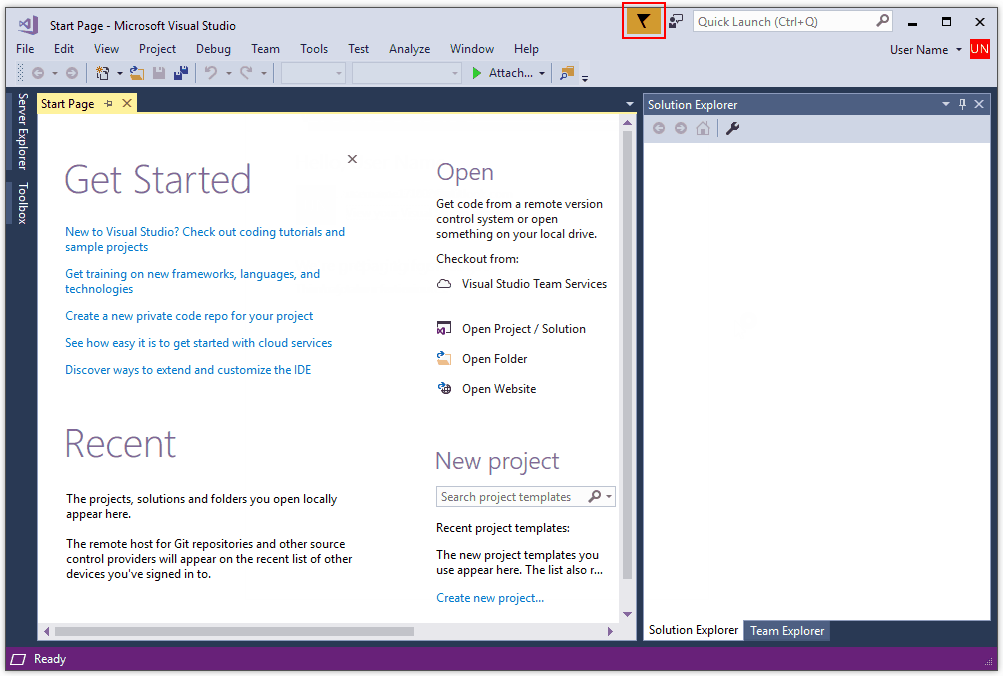 Start Page - Microsoft Visual Studio
Quick Launch (Ctrl+Q)
File Edit View Project Debug Team Tools Test Analyze Window Help
User Name
UN
Attach...
Server Explorer
Toolbox
Start Page
Get Started
New to Visual Studio? Check out coding tutorials and
sample projects
Get training on new frameworks, languages, and
technologies
Create a new private code repo for your project
See how easy it is to get started with cloud services
Discover ways to extend and customize the IDE
Recent
The projects, solutions and folders you open locally
appear here.
The remote host for Git repositories and other source
control providers will appear on the recent list of other
devices you've signed in to.
Open
Get code from a remote version
control system or open
something on your local drive.
Checkout from:
Visual Studio Team Services
Open Project / Solution
Open Folder
Open Website
New project
Search project templates
Recent project templates:
The new project templates you
use appear here. The list also r...
Create new project...
Solution Explorer
Solution Explorer
Team Explorer
Ready